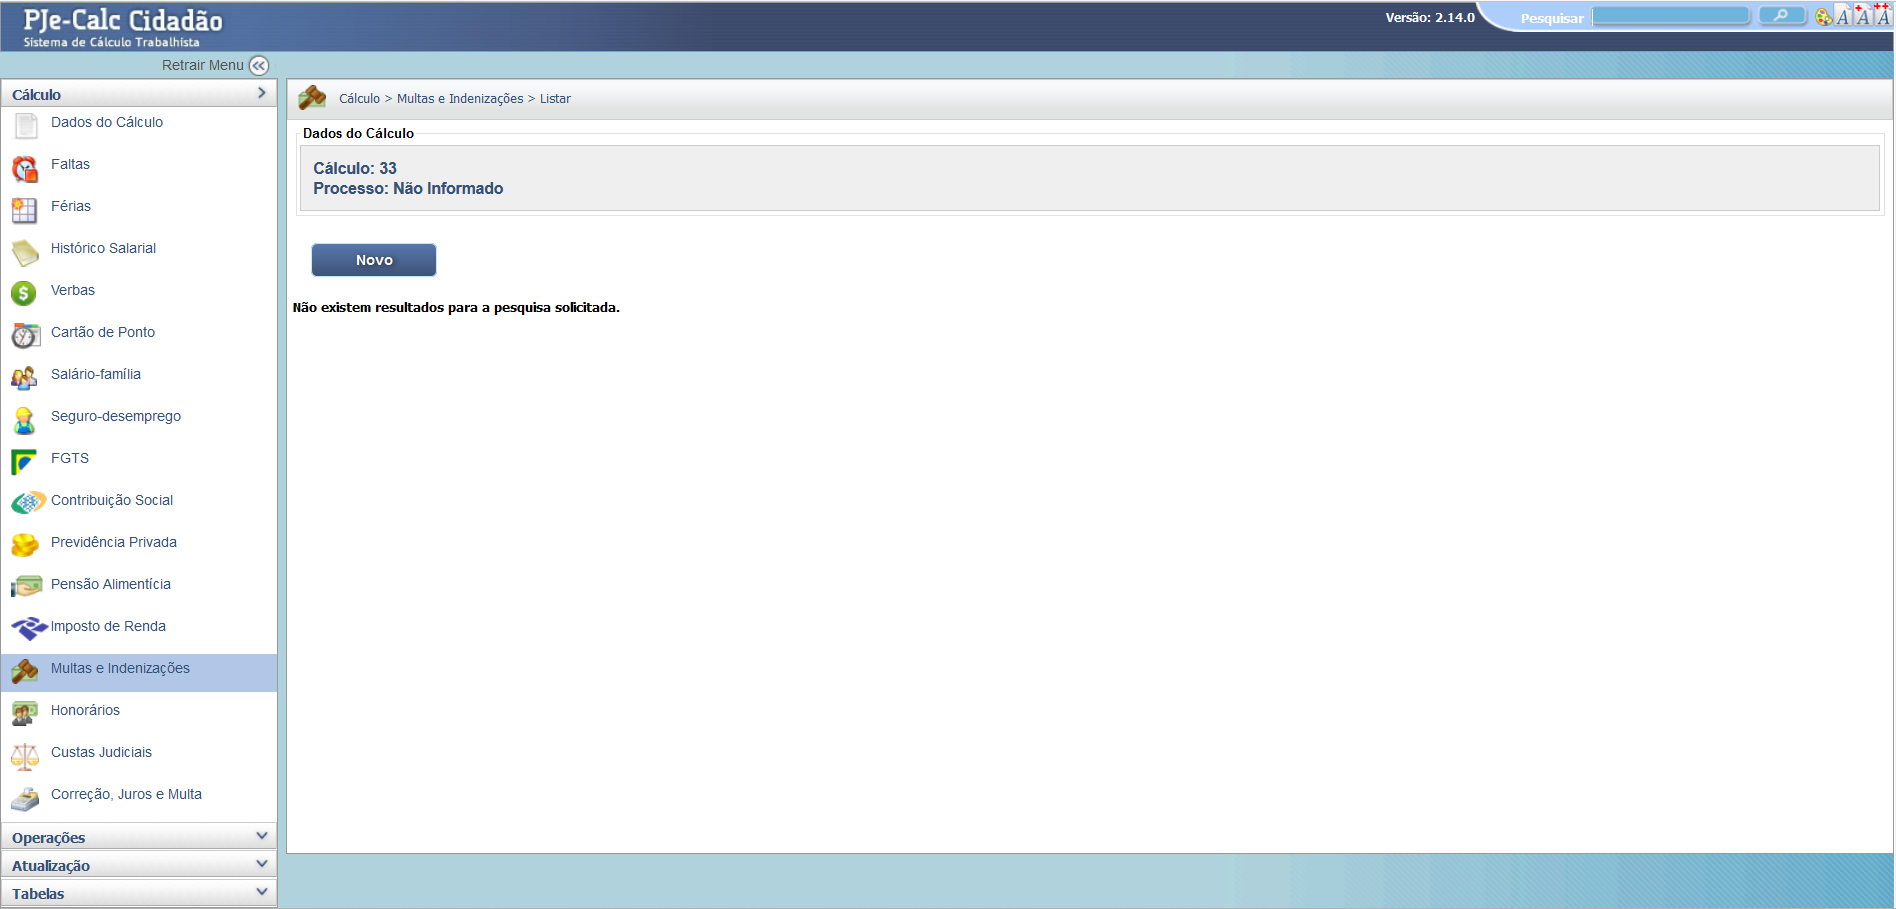 PJe-Calc Cidadão
Sistema de Cálculo Trabalhista
Versão: 2.14.0
Pesquisar
A A+ A++
Retrair Menu
Cálculo
Dados do Cálculo
Faltas
Férias
Histórico Salarial
Verbas
Cartão de Ponto
Salário-família
Seguro-desemprego
FGTS
Contribuição Social
Previdência Privada
Pensão Alimentícia
Imposto de Renda
Multas e Indenizações
Honorários
Custas Judiciais
Correção, Juros e Multa
Operações
Atualização
Tabelas
Cálculo > Multas e Indenizações > Listar
Dados do Cálculo
Cálculo: 33
Processo: Não Informado
Novo
Não existem resultados para a pesquisa solicitada.